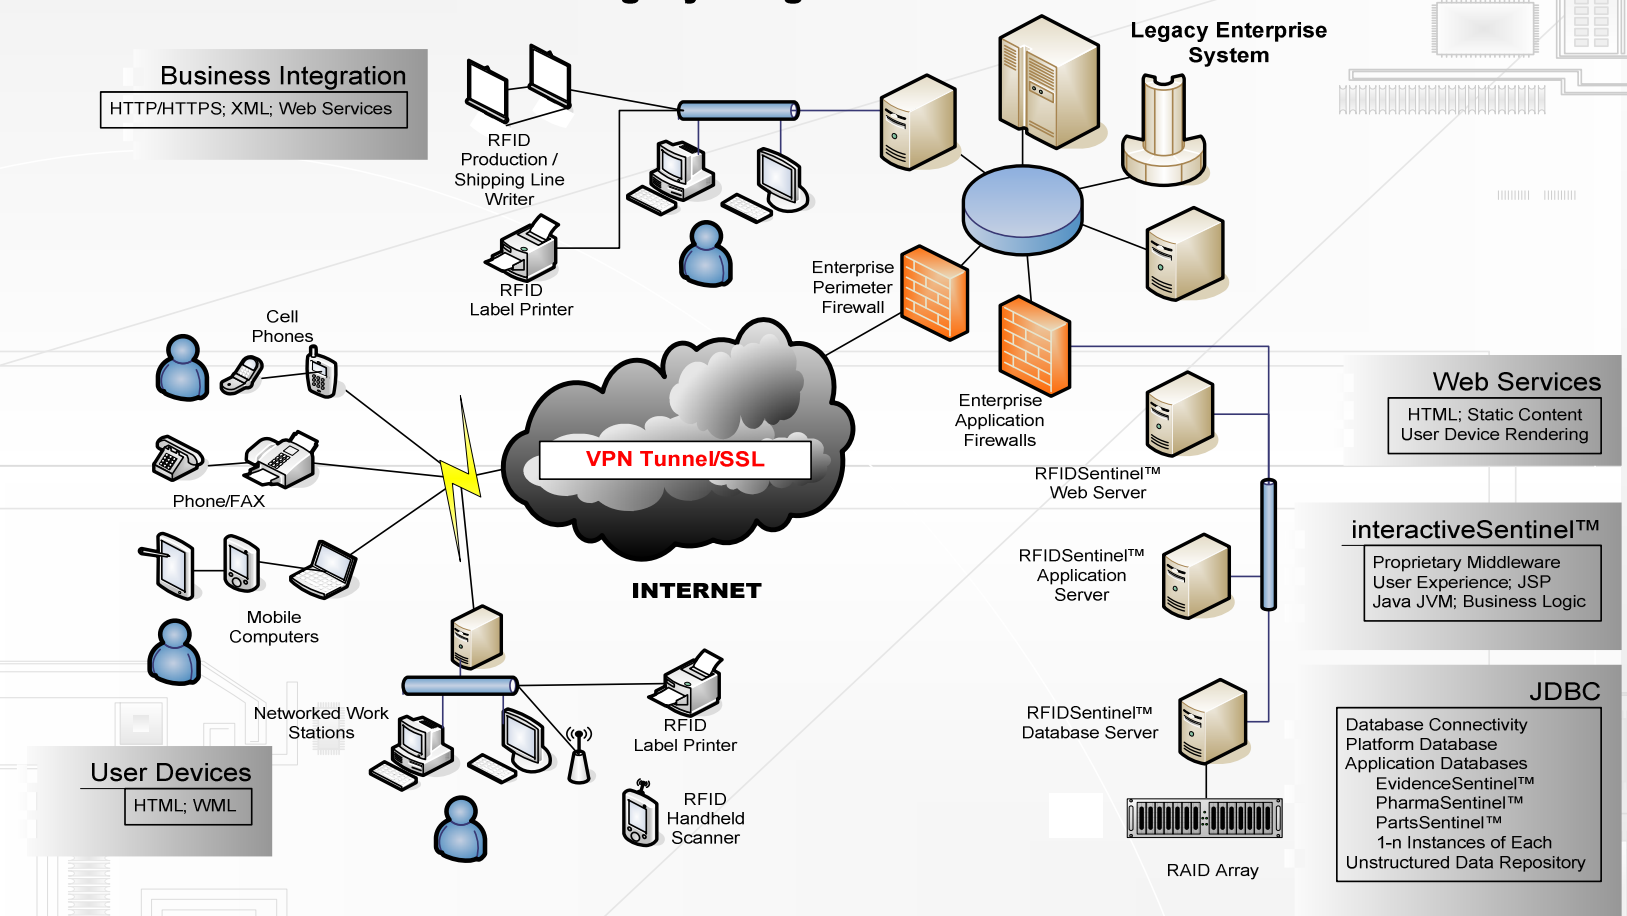 Legacy Enterprise
System
Business Integration
HTTP/HTTPS; XML; Web Services
RFID
Production /
Shipping Line
Writer
RFID
Label Printer
Enterprise
Perimeter
Firewall
Cell
Phones
Enterprise
Application
Firewalls
Web Services
HTML; Static Content
User Device Rendering
VPN Tunnel/SSL
RFIDSentinel™
Web Server
Phone/FAX
interactiveSentinel™
Proprietary Middleware
User Experience; JSP
Java JVM; Business Logic
RFIDSentinel™
Application
Server
INTERNET
Mobile
Computers
JDBC
Database Connectivity
Platform Database
Application Databases
EvidenceSentinel™
PharmaSentinel™
PartsSentinel™
1-n Instances of Each
Unstructured Data Repository
RFIDSentinel™
Database Server
Networked Work
Stations
RFID
Label Printer
User Devices
HTML; WML
RFID
Handheld
Scanner
RAID Array